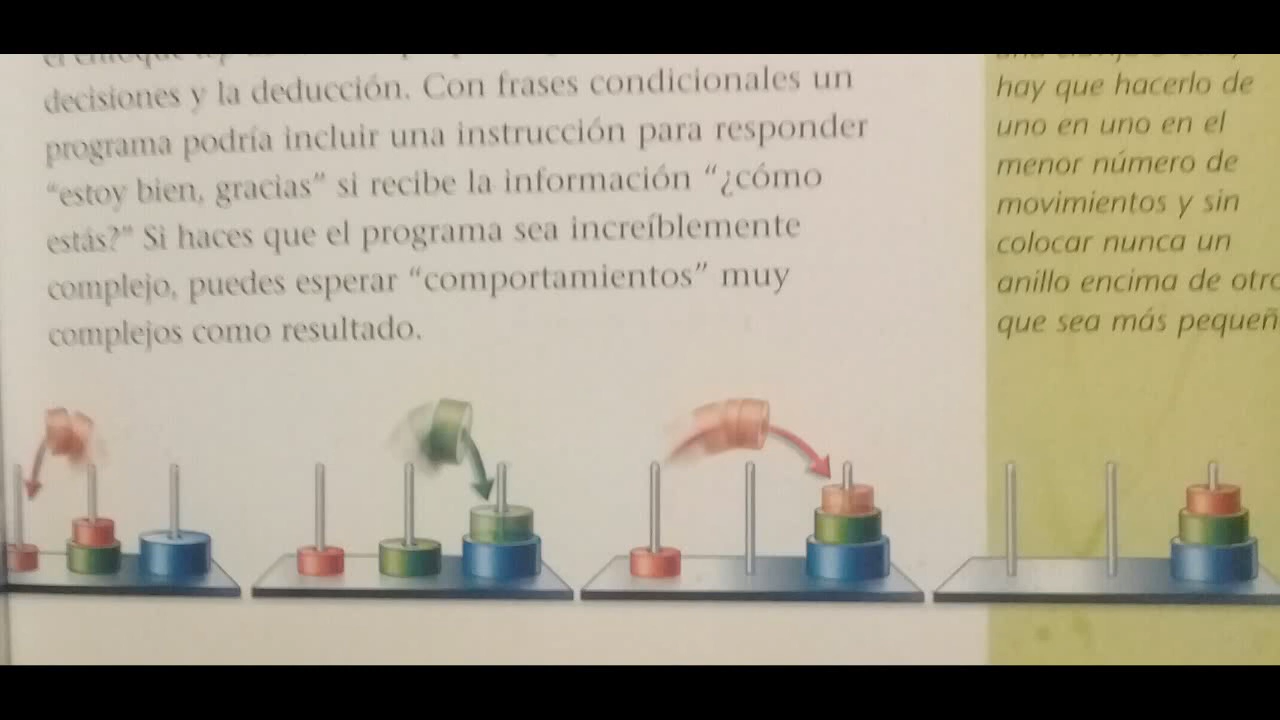 decisiones y la deducción. Con frases condicionales un
programa podría incluir una instrucción para responder
“estoy bien, gracias” si recibe la información “¿cómo
estás?” Si haces que el programa sea increíblemente
complejo, puedes esperar “comportamientos” muy
complejos como resultado.
hay que hacerlo de
uno en uno en el
menor número de
movimientos y sin
colocar nunca un
anillo encima de otro
que sea más pequeñ